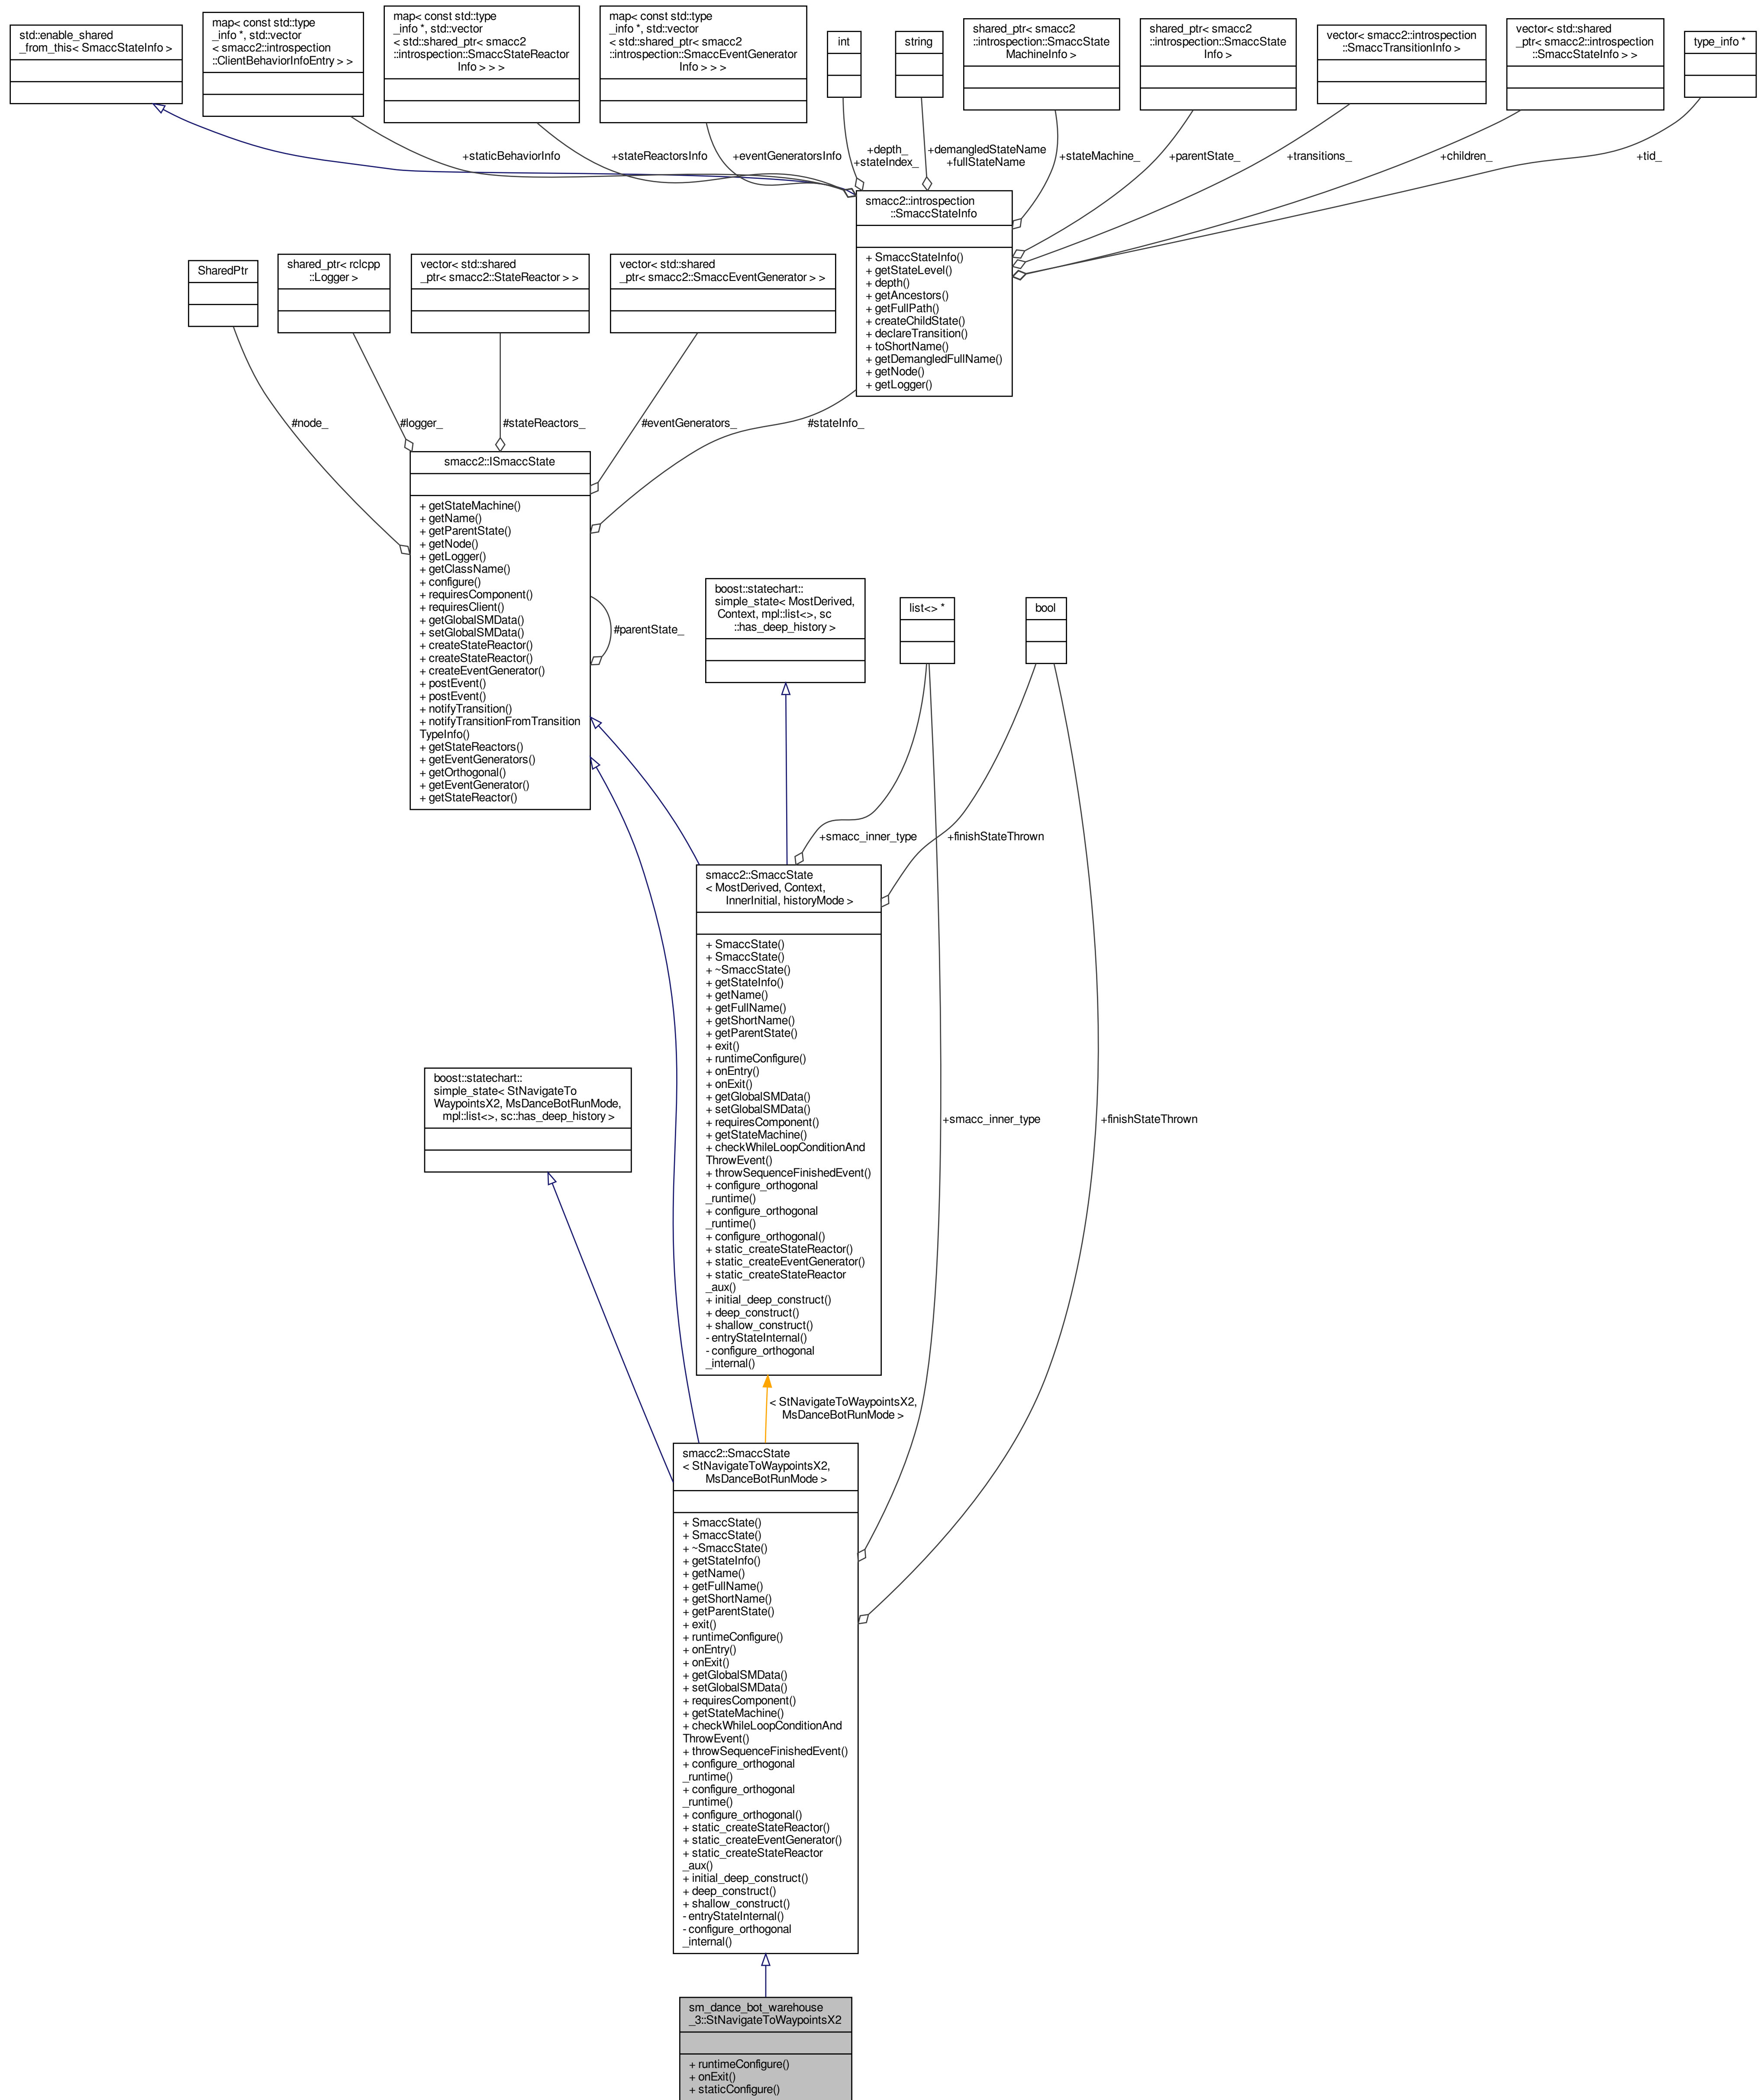 std::enable_shared
_from_this< SmaccStateInfo >
map< const std::type
_info *, std::vector
< smacc2::introspection
::ClientBehaviorInfoEntry > >
map< const std::type
_info *, std::vector
< std::shared_ptr< smacc2
::introspection::SmaccStateReactor
Info > > >
map< const std::type
_info *, std::vector
< std::shared_ptr< smacc2
::introspection::SmaccEventGenerator
Info > > >
int
string
shared_ptr< smacc2
::introspection::SmaccState
MachineInfo >
shared_ptr< smacc2
::introspection::SmaccState
Info >
vector< smacc2::introspection
::SmaccTransitionInfo >
vector< std::shared
_ptr< smacc2::introspection
::SmaccStateInfo > >
type_info *
+staticBehaviorInfo
+stateReactorsInfo
+eventGeneratorsInfo
+depth_
+stateIndex_
+demangledStateName
+fullStateName
+stateMachine_
+parentState_
+transitions_
+children_
+tid_
smacc2::introspection
::SmaccStateInfo
+ SmaccStateInfo()
+ getStateLevel()
+ depth()
+ getAncestors()
+ getFullPath()
+ createChildState()
+ declareTransition()
+ toShortName()
+ getDemangledFullName()
+ getNode()
+ getLogger()
SharedPtr
shared_ptr< rclcpp
::Logger >
vector< std::shared
_ptr< smacc2::StateReactor > >
vector< std::shared
_ptr< smacc2::SmaccEventGenerator > >
#node_
#logger_
#stateReactors_
#eventGenerators_
#stateInfo_
smacc2::ISmaccState
+ getStateMachine()
+ getName()
+ getParentState()
+ getNode()
+ getLogger()
+ getClassName()
+ configure()
+ requiresComponent()
+ requiresClient()
+ getGlobalSMData()
+ setGlobalSMData()
+ createStateReactor()
+ createStateReactor()
+ createEventGenerator()
+ postEvent()
+ postEvent()
+ notifyTransition()
+ notifyTransitionFromTransition
TypeInfo()
+ getStateReactors()
+ getEventGenerators()
+ getOrthogonal()
+ getEventGenerator()
+ getStateReactor()
#parentState_
boost::statechart::
simple_state< MostDerived,
Context, mpl::list<>, sc
::has_deep_history >
list<> *
bool
+smacc_inner_type
+finishStateThrown
smacc2::SmaccState
< MostDerived, Context,
InnerInitial, historyMode >
+ SmaccState()
+ SmaccState()
+ ~SmaccState()
+ getStateInfo()
+ getName()
+ getFullName()
+ getShortName()
+ getParentState()
+ exit()
+ runtimeConfigure()
+ onEntry()
+ onExit()
+ getGlobalSMData()
+ setGlobalSMData()
+ requiresComponent()
+ getStateMachine()
+ checkWhileLoopConditionAnd
ThrowEvent()
+ throwSequenceFinishedEvent()
+ configure_orthogonal
_runtime()
+ configure_orthogonal
_runtime()
+ configure_orthogonal()
+ static_createStateReactor()
+ static_createEventGenerator()
+ static_createStateReactor
_aux()
+ initial_deep_construct()
+ deep_construct()
+ shallow_construct()
- entryStateInternal()
- configure_orthogonal
_internal()
boost::statechart::
simple_state< StNavigateTo
WaypointsX2, MsDanceBotRunMode,
mpl::list<>, sc::has_deep_history >
+smacc_inner_type
+finishStateThrown
< StNavigateToWaypointsX2,
MsDanceBotRunMode >
smacc2::SmaccState
< StNavigateToWaypointsX2,
MsDanceBotRunMode >
+ SmaccState()
+ SmaccState()
+ ~SmaccState()
+ getStateInfo()
+ getName()
+ getFullName()
+ getShortName()
+ getParentState()
+ exit()
+ runtimeConfigure()
+ onEntry()
+ onExit()
+ getGlobalSMData()
+ setGlobalSMData()
+ requiresComponent()
+ getStateMachine()
+ checkWhileLoopConditionAnd
ThrowEvent()
+ throwSequenceFinishedEvent()
+ configure_orthogonal
_runtime()
+ configure_orthogonal
_runtime()
+ configure_orthogonal()
+ static_createStateReactor()
+ static_createEventGenerator()
+ static_createStateReactor
_aux()
+ initial_deep_construct()
+ deep_construct()
+ shallow_construct()
- entryStateInternal()
- configure_orthogonal
_internal()
sm_dance_bot_warehouse
_3::StNavigateToWaypointsX2
+ runtimeConfigure()
+ onExit()
+ staticConfigure()